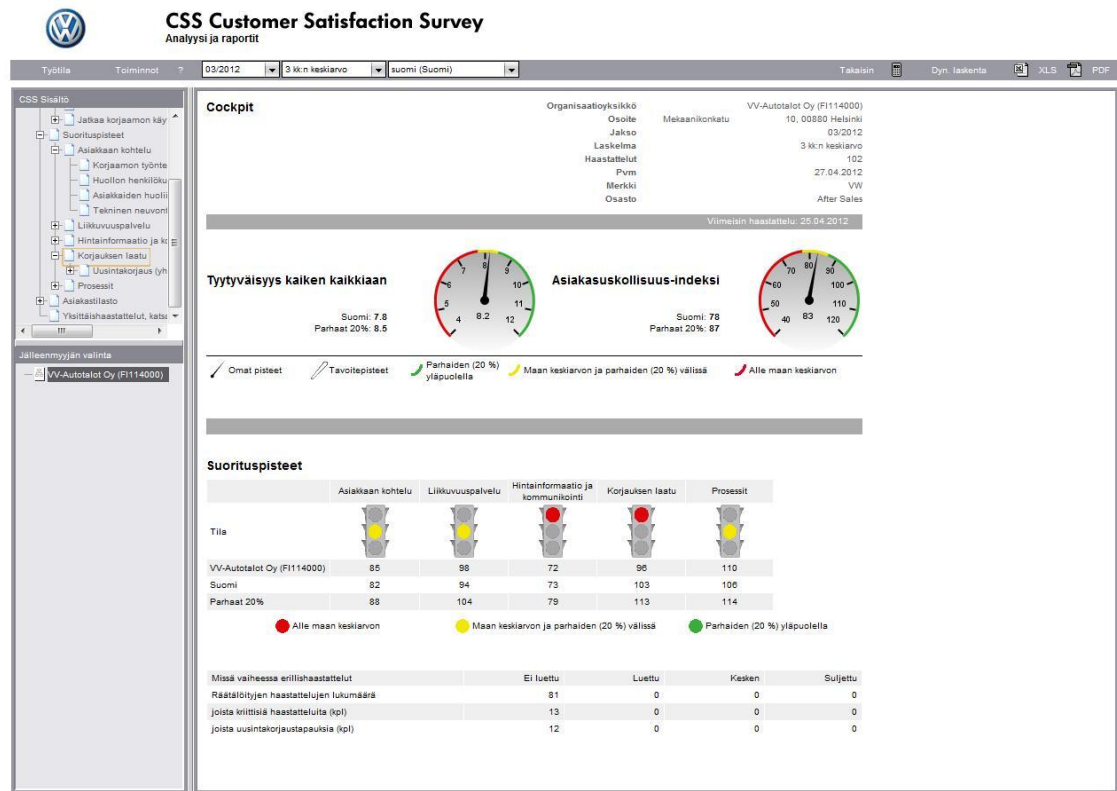 CSS Customer Satisfaction Survey
Analysi ja raportit
Työtila Toiminnot ? 03/2012 3 kk:n keskiarvo suomi (Suomi) Takaisin Dyn. laskenta XLS PDF
CSS Sisältö
Jatkaa korjaamon käy
Suorituspisteet
Asiakkaan kohtelu
Korjaamon työnte
Huollon henkilöku
Asiakkaiden huolii
Tekninen neuvont
Liikkuvuuspalvelu
Hintainformaatio ja ko
Korjauksen laatu
Uusintakorjaus (yh
Prosessit
Asiakastilasto
Yksittäishaastattelut, katsa
Jälleenmyyjän valinta
VV-Autotalot Oy (FI114000)
Cockpit
Organisaatioyksikkö VV-Autotalot Oy (FI114000)
Osoite Mekaanikonkatu 10, 00880 Helsinki
Jakso 03/2012
Laskelma 3 kk:n keskiarvo
Haastattelut 102
Pvm 27.04.2012
Merkki VW
Osasto After Sales
Viimeisin haastattelu: 25.04.2012
Tyytyväisyys kaiken kaikkiaan
Suomi: 7.8
Parhaat 20%: 8.5
4 5 6 7 8 9 10 11 12
8.2
Asiakasuskollisuus-indeksi
Suomi: 78
Parhaat 20%: 87
40 50 60 70 80 90 100 110 120
83
Omat pisteet Tavoitepisteet Parhaiden (20 %) yläpuolella Maan keskiarvon ja parhaiden (20 %) välissä Alle maan keskiarvon
Suorituspisteet
Asiakkaan kohtelu Liikkuvuuspalvelu Hintainformaatio ja kommunikointi Korjauksen laatu Prosessit
Tila
VV-Autotalot Oy (FI114000) 85 98 72 96 110
Suomi 82 94 73 103 106
Parhaat 20% 88 104 79 113 114
Alle maan keskiarvon Maan keskiarvon ja parhaiden (20 %) välissä Parhaiden (20 %) yläpuolella
Missä vaiheessa erillishaastattelut Ei luettu Luettu Kesken Suljettu
Räätälöityjen haastattelujen lukumäärä 81 0 0 0
joista kriittisiä haastatteluita (kpl) 13 0 0 0
joista uusintakorjaustapauksia (kpl) 12 0 0 0